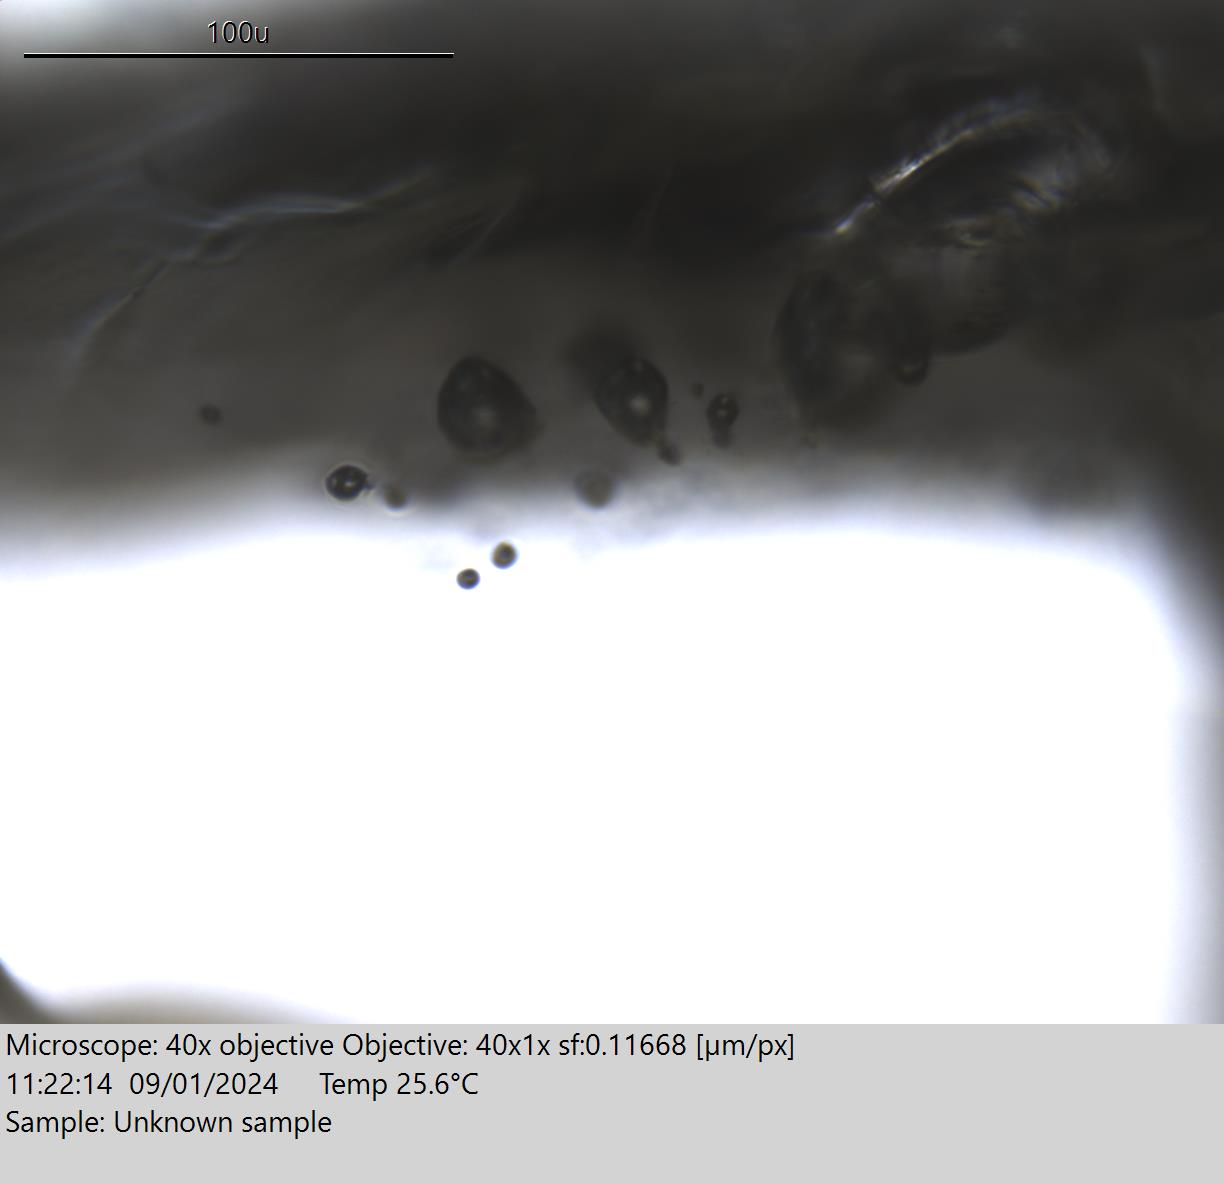 100u
Microscope: 40x objective Objective: 40x1x sf:0.11668 [µm/px]
11:22:14 09/01/2024 Temp 25.6°C
Sample: Unknown sample